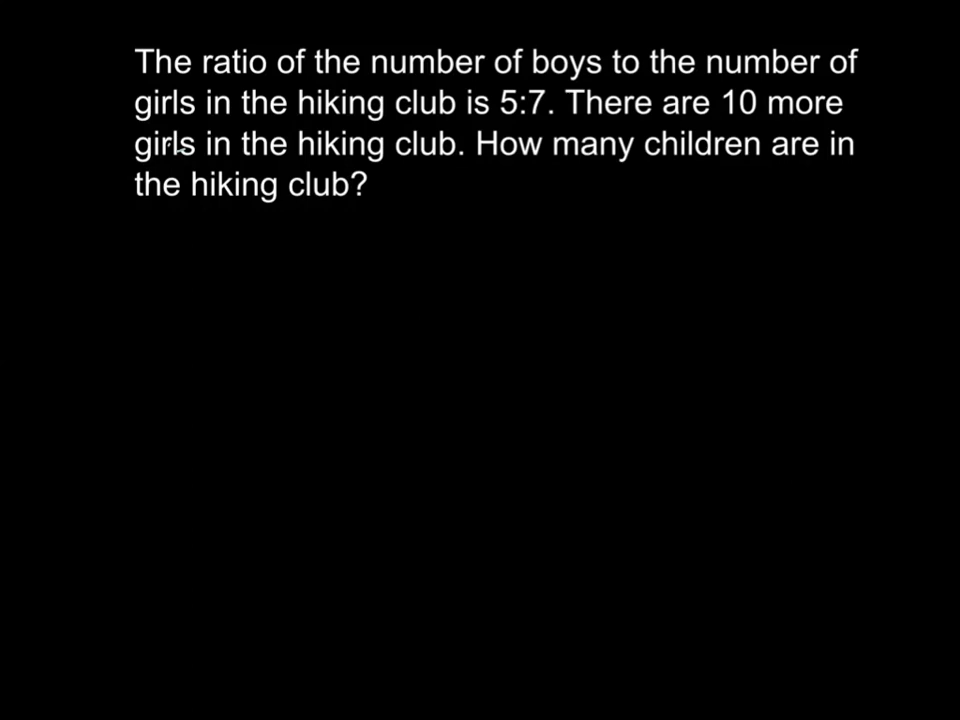 The ratio of the number of boys to the number of
girls in the hiking club is 5:7. There are 10 more
girls in the hiking club. How many children are in
the hiking club?